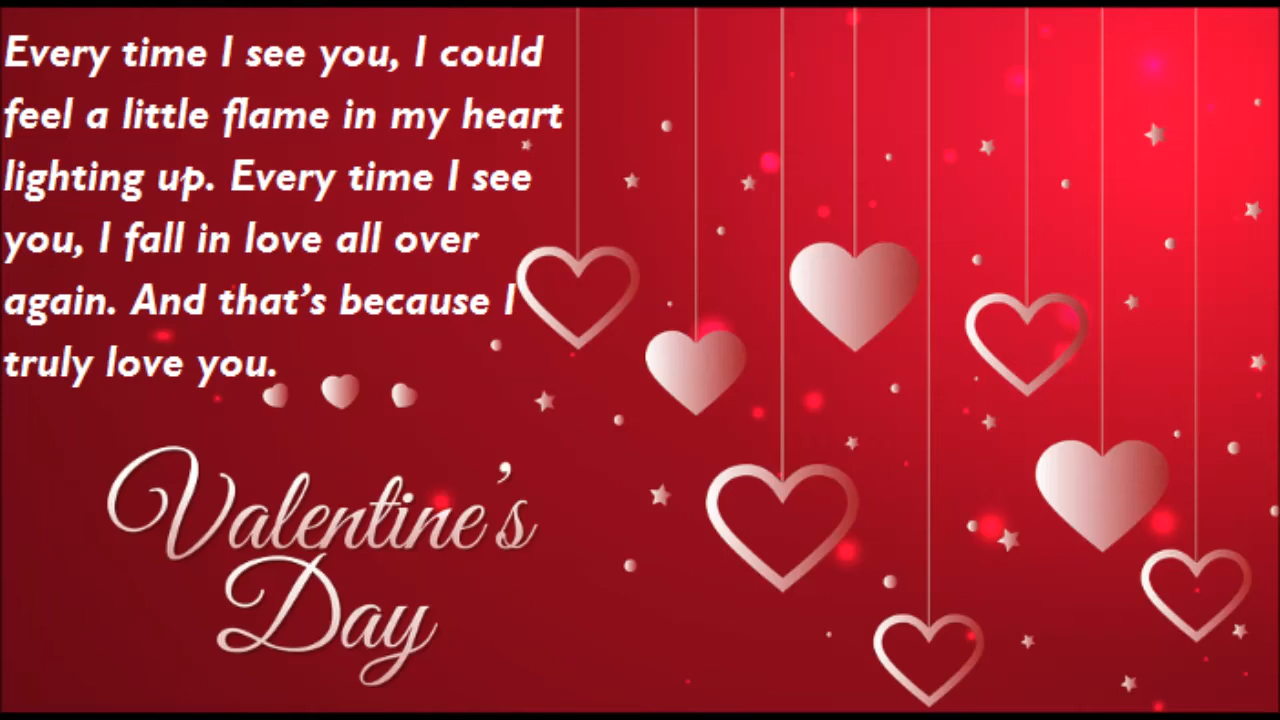 Every time I see you, I could
feel a little flame in my heart
lighting up. Every time I see
you, I fall in love all over
again. And that’s because I
truly love you.
Valentine’s
Day